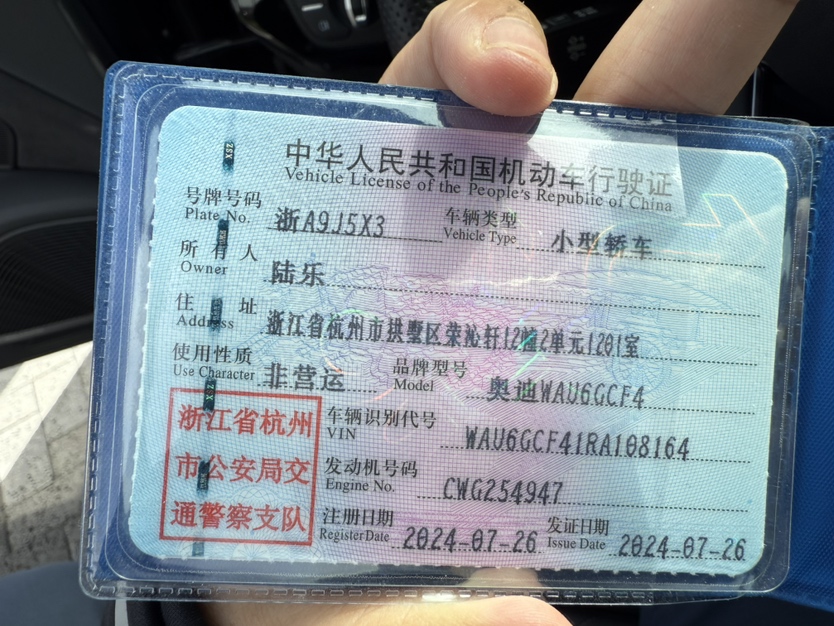 中华人民共和国机动车行驶证
Vehicle License of the People's Republic of China
号牌号码 浙A9J5X3 车辆类型 小型轿车
Plate No. Vehicle Type
所有人 陆乐
Owner
住址 浙江省杭州市拱墅区荣沁轩12幢2单元1201室
Address
使用性质 非营运 品牌型号 奥迪WAU6GCF4
Use Character Model
浙江省杭州
市公安局交
通警察支队
车辆识别代号 WAU6GCF41RA108164
VIN
发动机号码 CWG254947
Engine No.
注册日期 2024-07-26 发证日期 2024-07-26
Register Date Issue Date